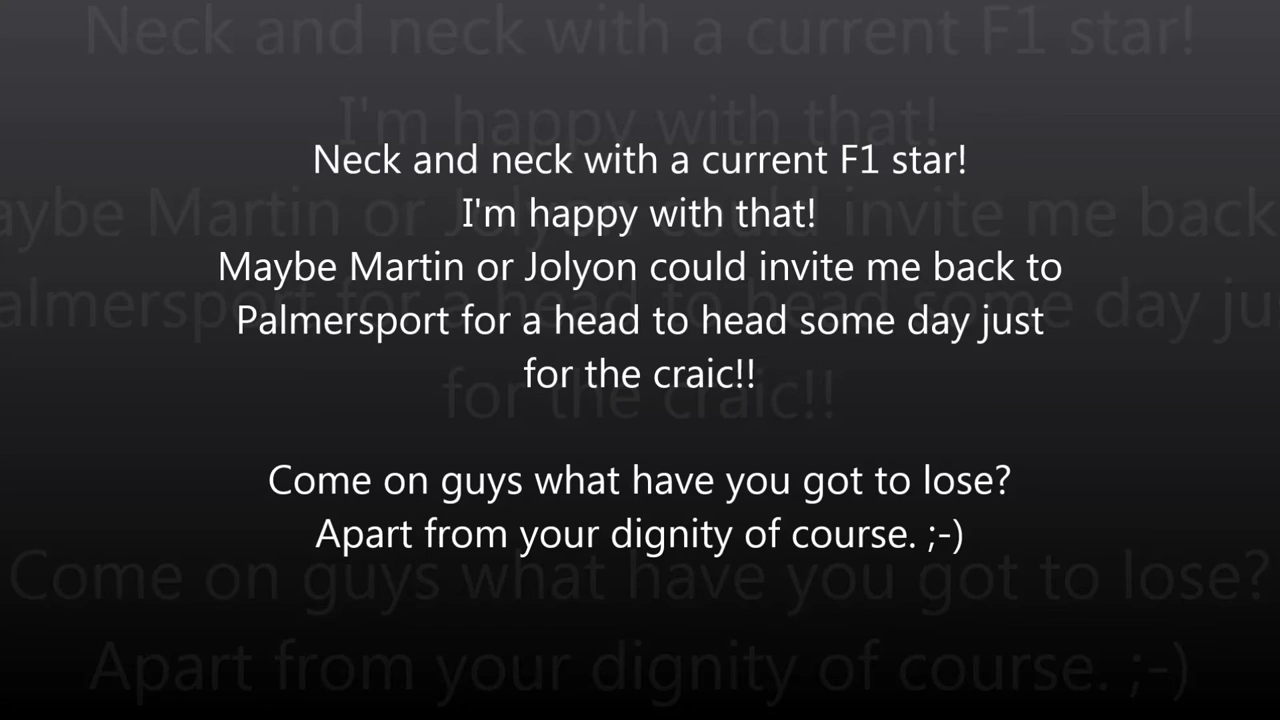 Neck and neck with a current F1 star!
I'm happy with that!
Maybe Martin or Jolyon could invite me back to
Palmersport for a head to head some day just
for the craic!!
Come on guys what have you got to lose?
Apart from your dignity of course. ;-)